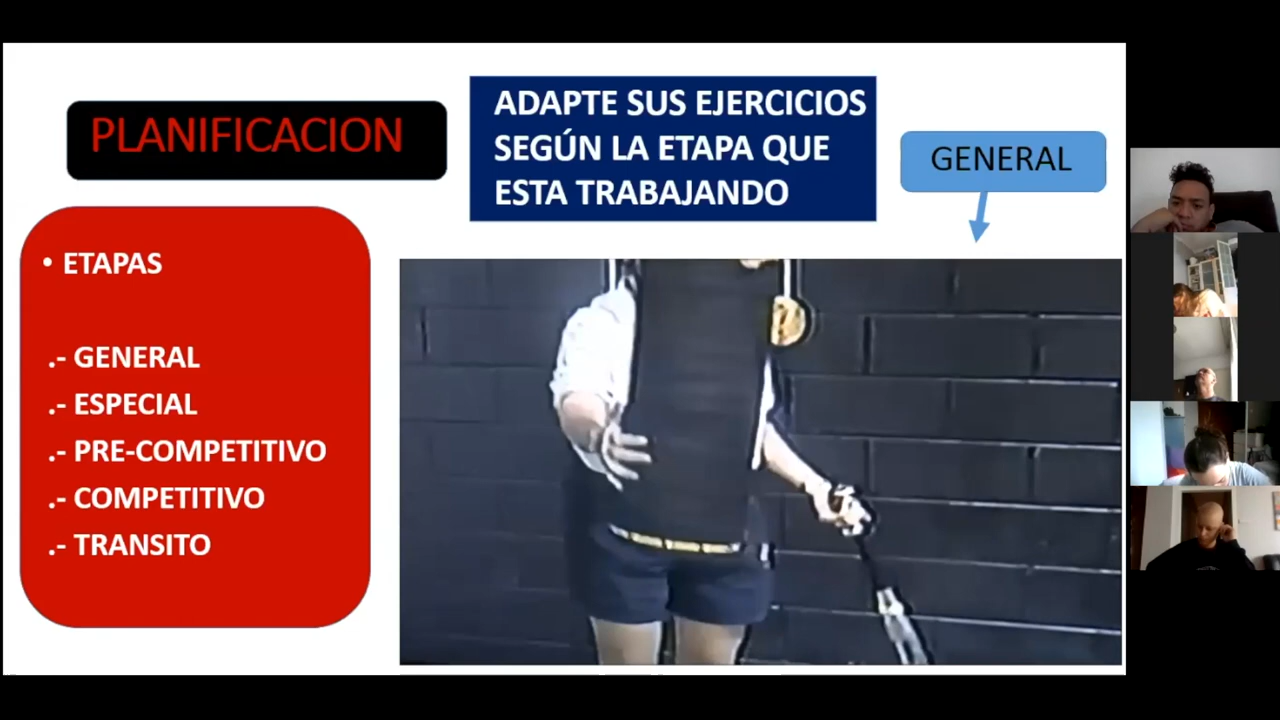 PLANIFICACION
ADAPTE SUS EJERCICIOS
SEGÚN LA ETAPA QUE
ESTA TRABAJANDO
GENERAL
• ETAPAS
.- GENERAL
.- ESPECIAL
.- PRE-COMPETITIVO
.- COMPETITIVO
.- TRANSITO